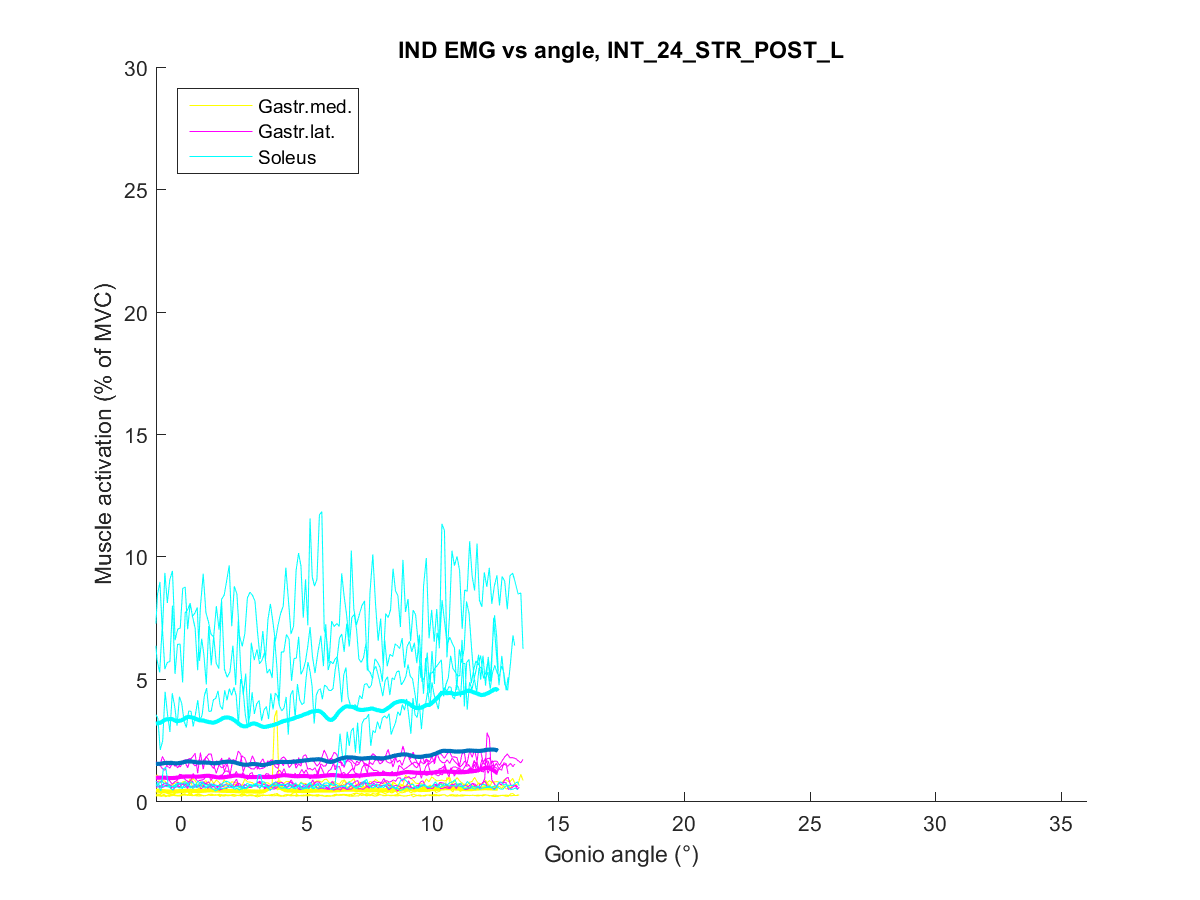 IND EMG vs angle, INT_24_STR_POST_L
30
25
20
15
10
5
0
Muscle activation (% of MVC)
Gastr.med.
Gastr.lat.
Soleus
0 5 10 15 20 25 30 35
Gonio angle (°)